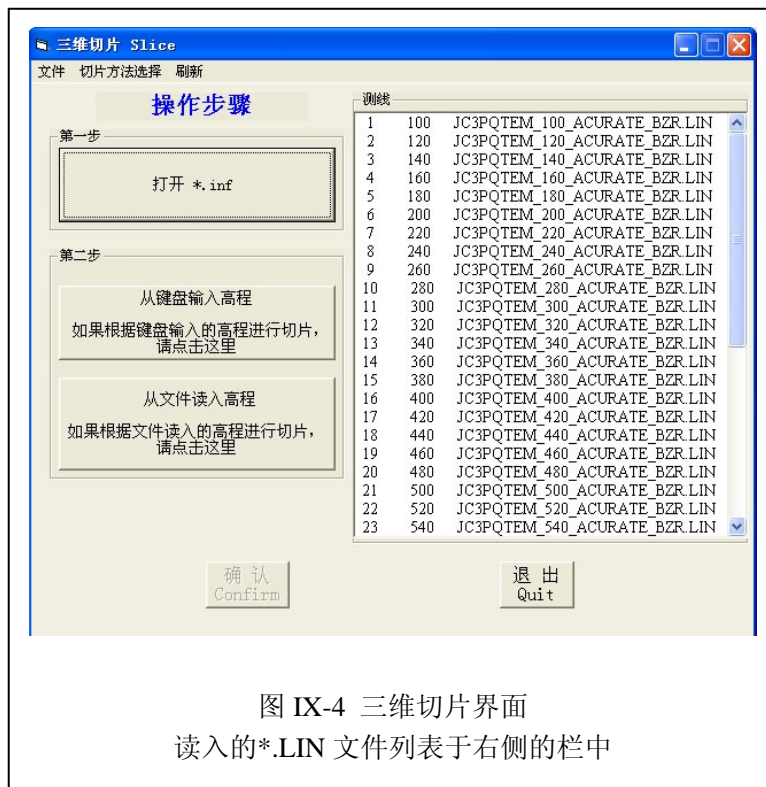 三维切片 Slice
文件 切片方法选择 刷新
操作步骤
第一步
打开 *.inf
第二步
从键盘输入高程
如果根据键盘输入的高程进行切片，
请点击这里
从文件读入高程
如果根据文件读入的高程进行切片，
请点击这里
测线
1 100 JC3PQTEM_100_ACURATE_BZR.LIN
2 120 JC3PQTEM_120_ACURATE_BZR.LIN
3 140 JC3PQTEM_140_ACURATE_BZR.LIN
4 160 JC3PQTEM_160_ACURATE_BZR.LIN
5 180 JC3PQTEM_180_ACURATE_BZR.LIN
6 200 JC3PQTEM_200_ACURATE_BZR.LIN
7 220 JC3PQTEM_220_ACURATE_BZR.LIN
8 240 JC3PQTEM_240_ACURATE_BZR.LIN
9 260 JC3PQTEM_260_ACURATE_BZR.LIN
10 280 JC3PQTEM_280_ACURATE_BZR.LIN
11 300 JC3PQTEM_300_ACURATE_BZR.LIN
12 320 JC3PQTEM_320_ACURATE_BZR.LIN
13 340 JC3PQTEM_340_ACURATE_BZR.LIN
14 360 JC3PQTEM_360_ACURATE_BZR.LIN
15 380 JC3PQTEM_380_ACURATE_BZR.LIN
16 400 JC3PQTEM_400_ACURATE_BZR.LIN
17 420 JC3PQTEM_420_ACURATE_BZR.LIN
18 440 JC3PQTEM_440_ACURATE_BZR.LIN
19 460 JC3PQTEM_460_ACURATE_BZR.LIN
20 480 JC3PQTEM_480_ACURATE_BZR.LIN
21 500 JC3PQTEM_500_ACURATE_BZR.LIN
22 520 JC3PQTEM_520_ACURATE_BZR.LIN
23 540 JC3PQTEM_540_ACURATE_BZR.LIN
确 认
Confirm
退 出
Quit
图 IX-4 三维切片界面
读入的*.LIN 文件列表于右侧的栏中